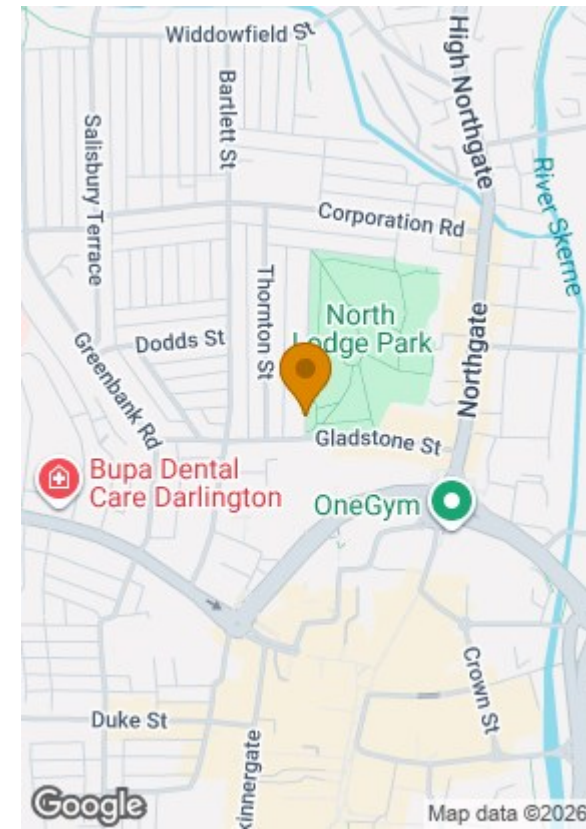 Widdowfield St
High Northgate
Bartlett St
Salisbury Terrace
River Skerne
Corporation Rd
Thornton St
North
Lodge Park
Northgate
Dodds St
Greenbank Rd
Gladstone St
Bupa Dental
Care Darlington
OneGym
Crown St
Duke St
kinnergate
Google
Map data ©2026